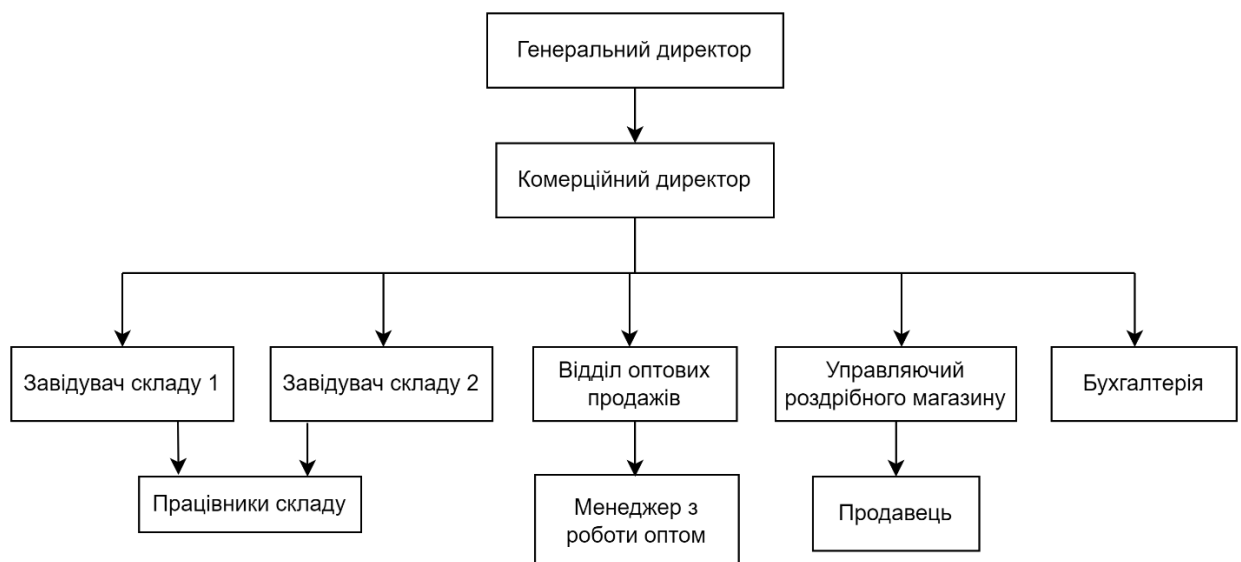 Генеральний директор
Комерційний директор
Завідувач складу 1
Завідувач складу 2
Відділ оптових
продажів
Управляючий
роздрібного магазину
Бухгалтерія
Працівники складу
Менеджер з
роботи оптом
Продавець